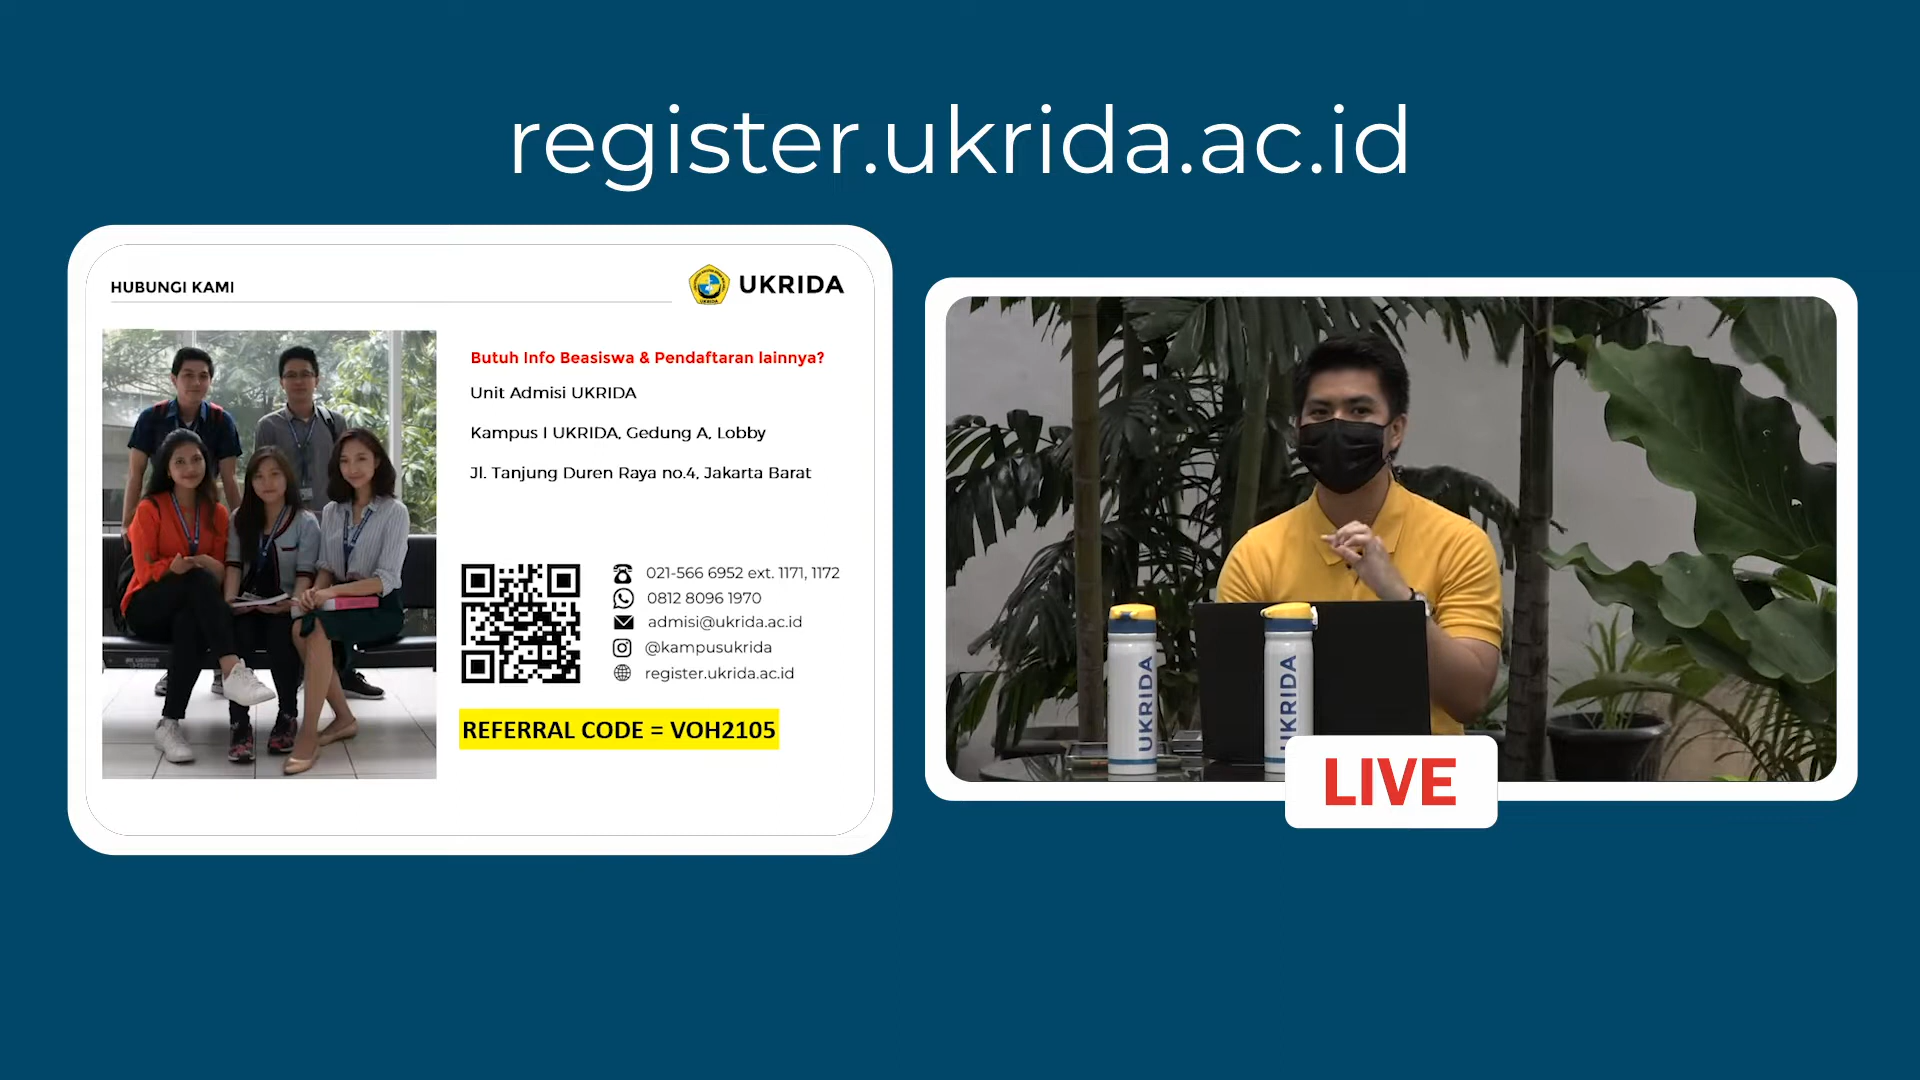 register.ukrida.ac.id
HUBUNGI KAMI
UKRIDA
UKRIDA
Butuh Info Beasiswa & Pendaftaran lainnya?
Unit Admisi UKRIDA
Kampus I UKRIDA, Gedung A, Lobby
Jl. Tanjung Duren Raya no.4, Jakarta Barat
021-566 6952 ext. 1171, 1172
0812 8096 1970
admisi@ukrida.ac.id
@kampusukrida
register.ukrida.ac.id
REFERRAL CODE = VOH2105
UKRIDA
UKRIDA
LIVE